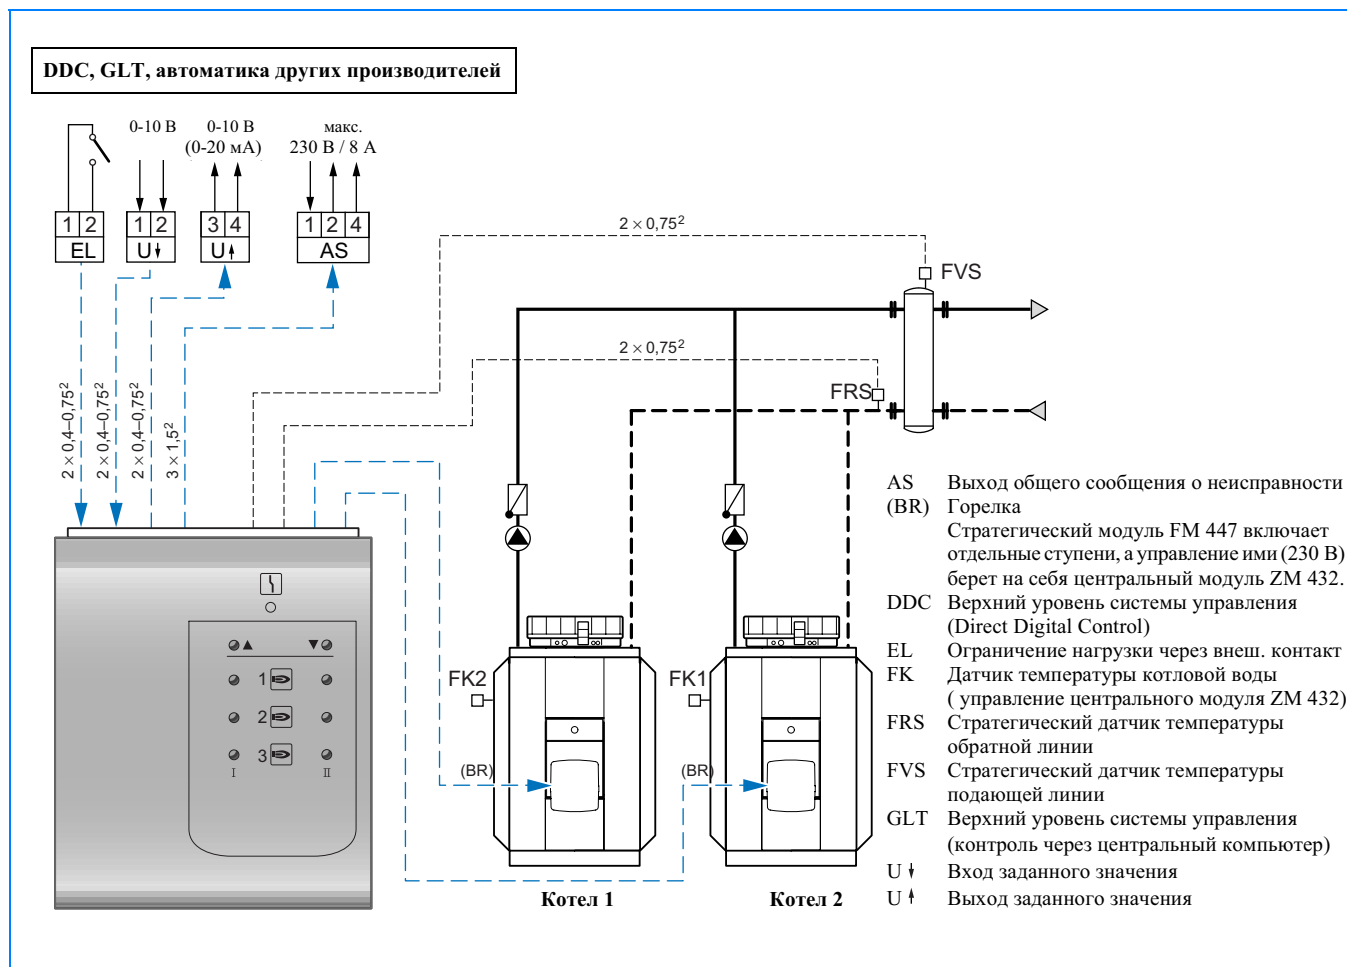 DDC, GLT, автоматика других производителей
0-10 В
0-10 В
(0-20 мА)
макс.
230 В / 8 А
1 2
EL
1 2
U
3 4
U
1 2 4
AS
2 × 0,75²
FVS
2 × 0,75²
FRS
2 × 0,4–0,75²
2 × 0,4–0,75²
2 × 0,4–0,75²
3 × 1,5²
1
2
3
I
II
FK2
FK1
(BR)
(BR)
Котел 1
Котел 2
AS Выход общего сообщения о неисправности
(BR) Горелка
Стратегический модуль FM 447 включает
отдельные ступени, а управление ими (230 В)
берет на себя центральный модуль ZM 432.
DDC Верхний уровень системы управления
(Direct Digital Control)
EL Ограничение нагрузки через внеш. контакт
FK Датчик температуры котловой воды
( управление центрального модуля ZM 432)
FRS Стратегический датчик температуры
обратной линии
FVS Стратегический датчик температуры
подающей линии
GLT Верхний уровень системы управления
(контроль через центральный компьютер)
U Вход заданного значения
U Выход заданного значения